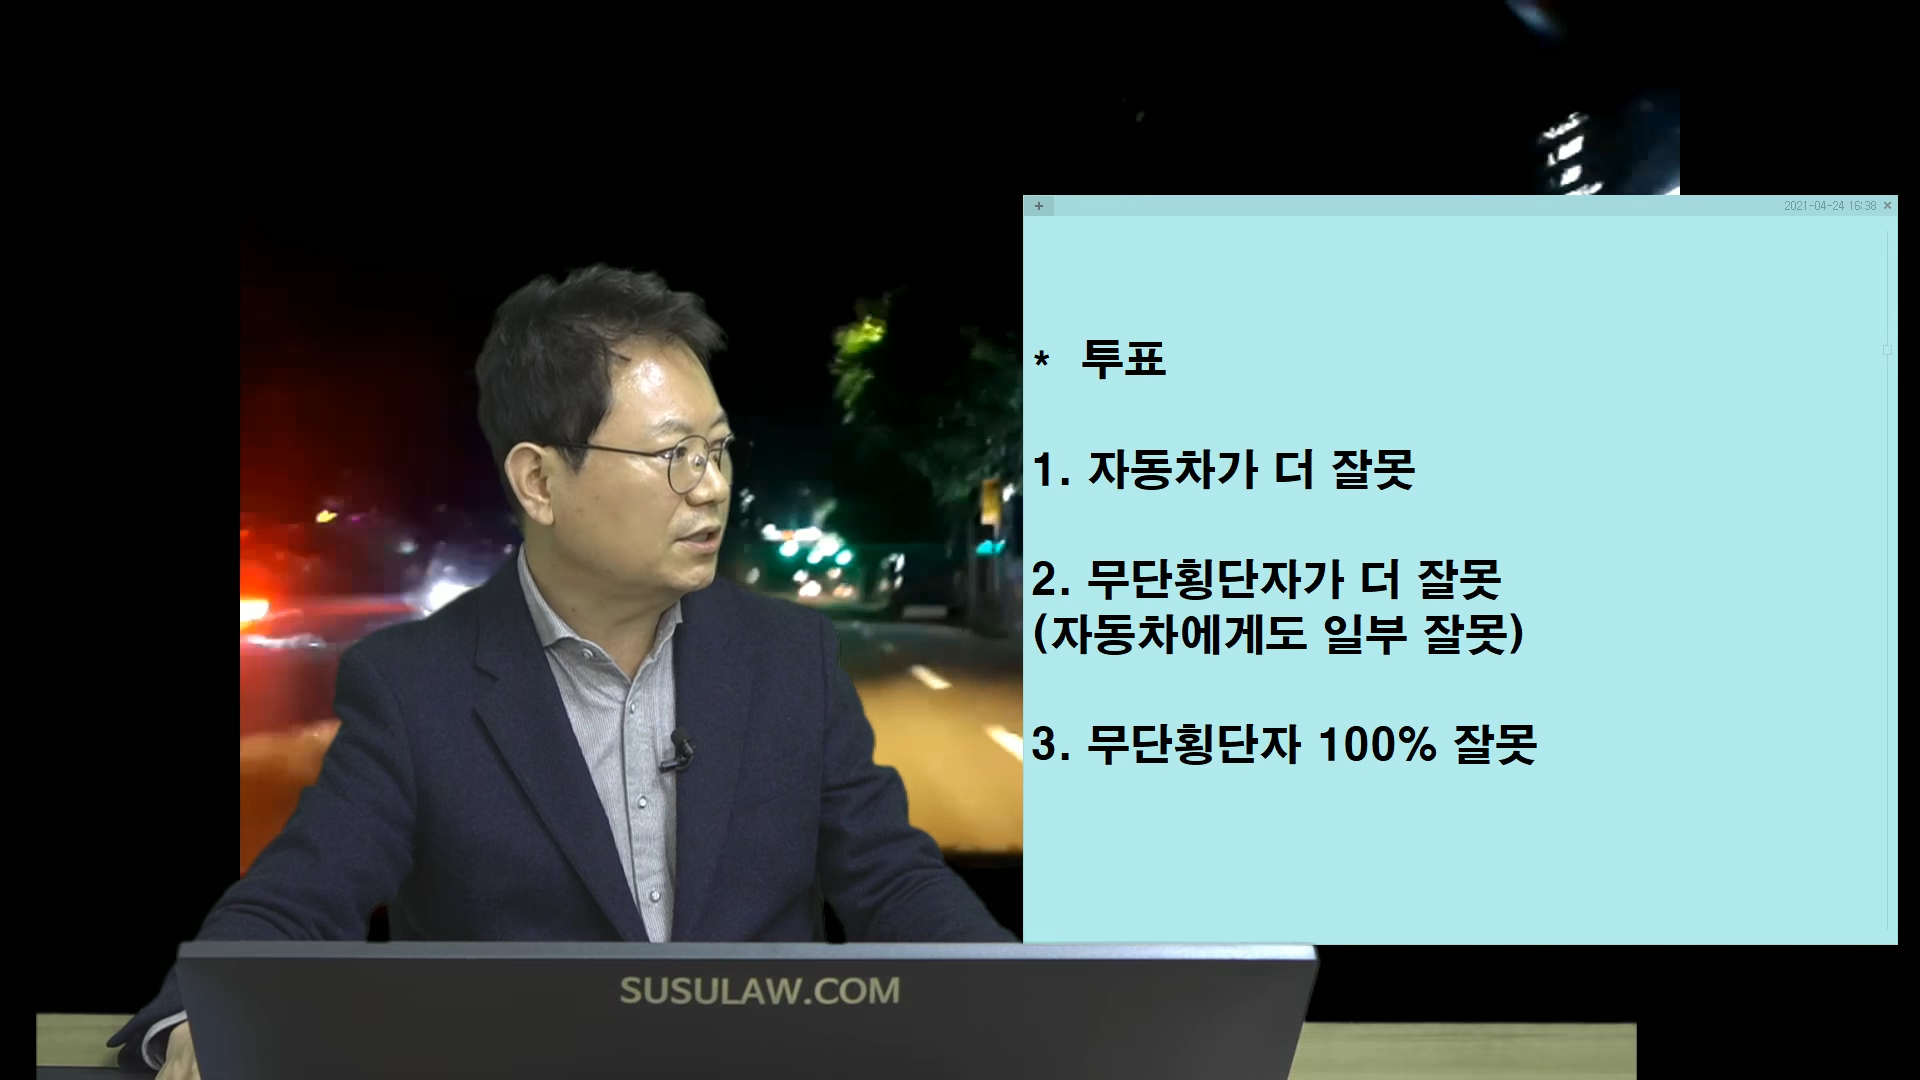 + 2021-04-24 16:38 ×
* 투표
1. 자동차가 더 잘못
2. 무단횡단자가 더 잘못
(자동차에게도 일부 잘못)
3. 무단횡단자 100% 잘못
SUSULAW.COM